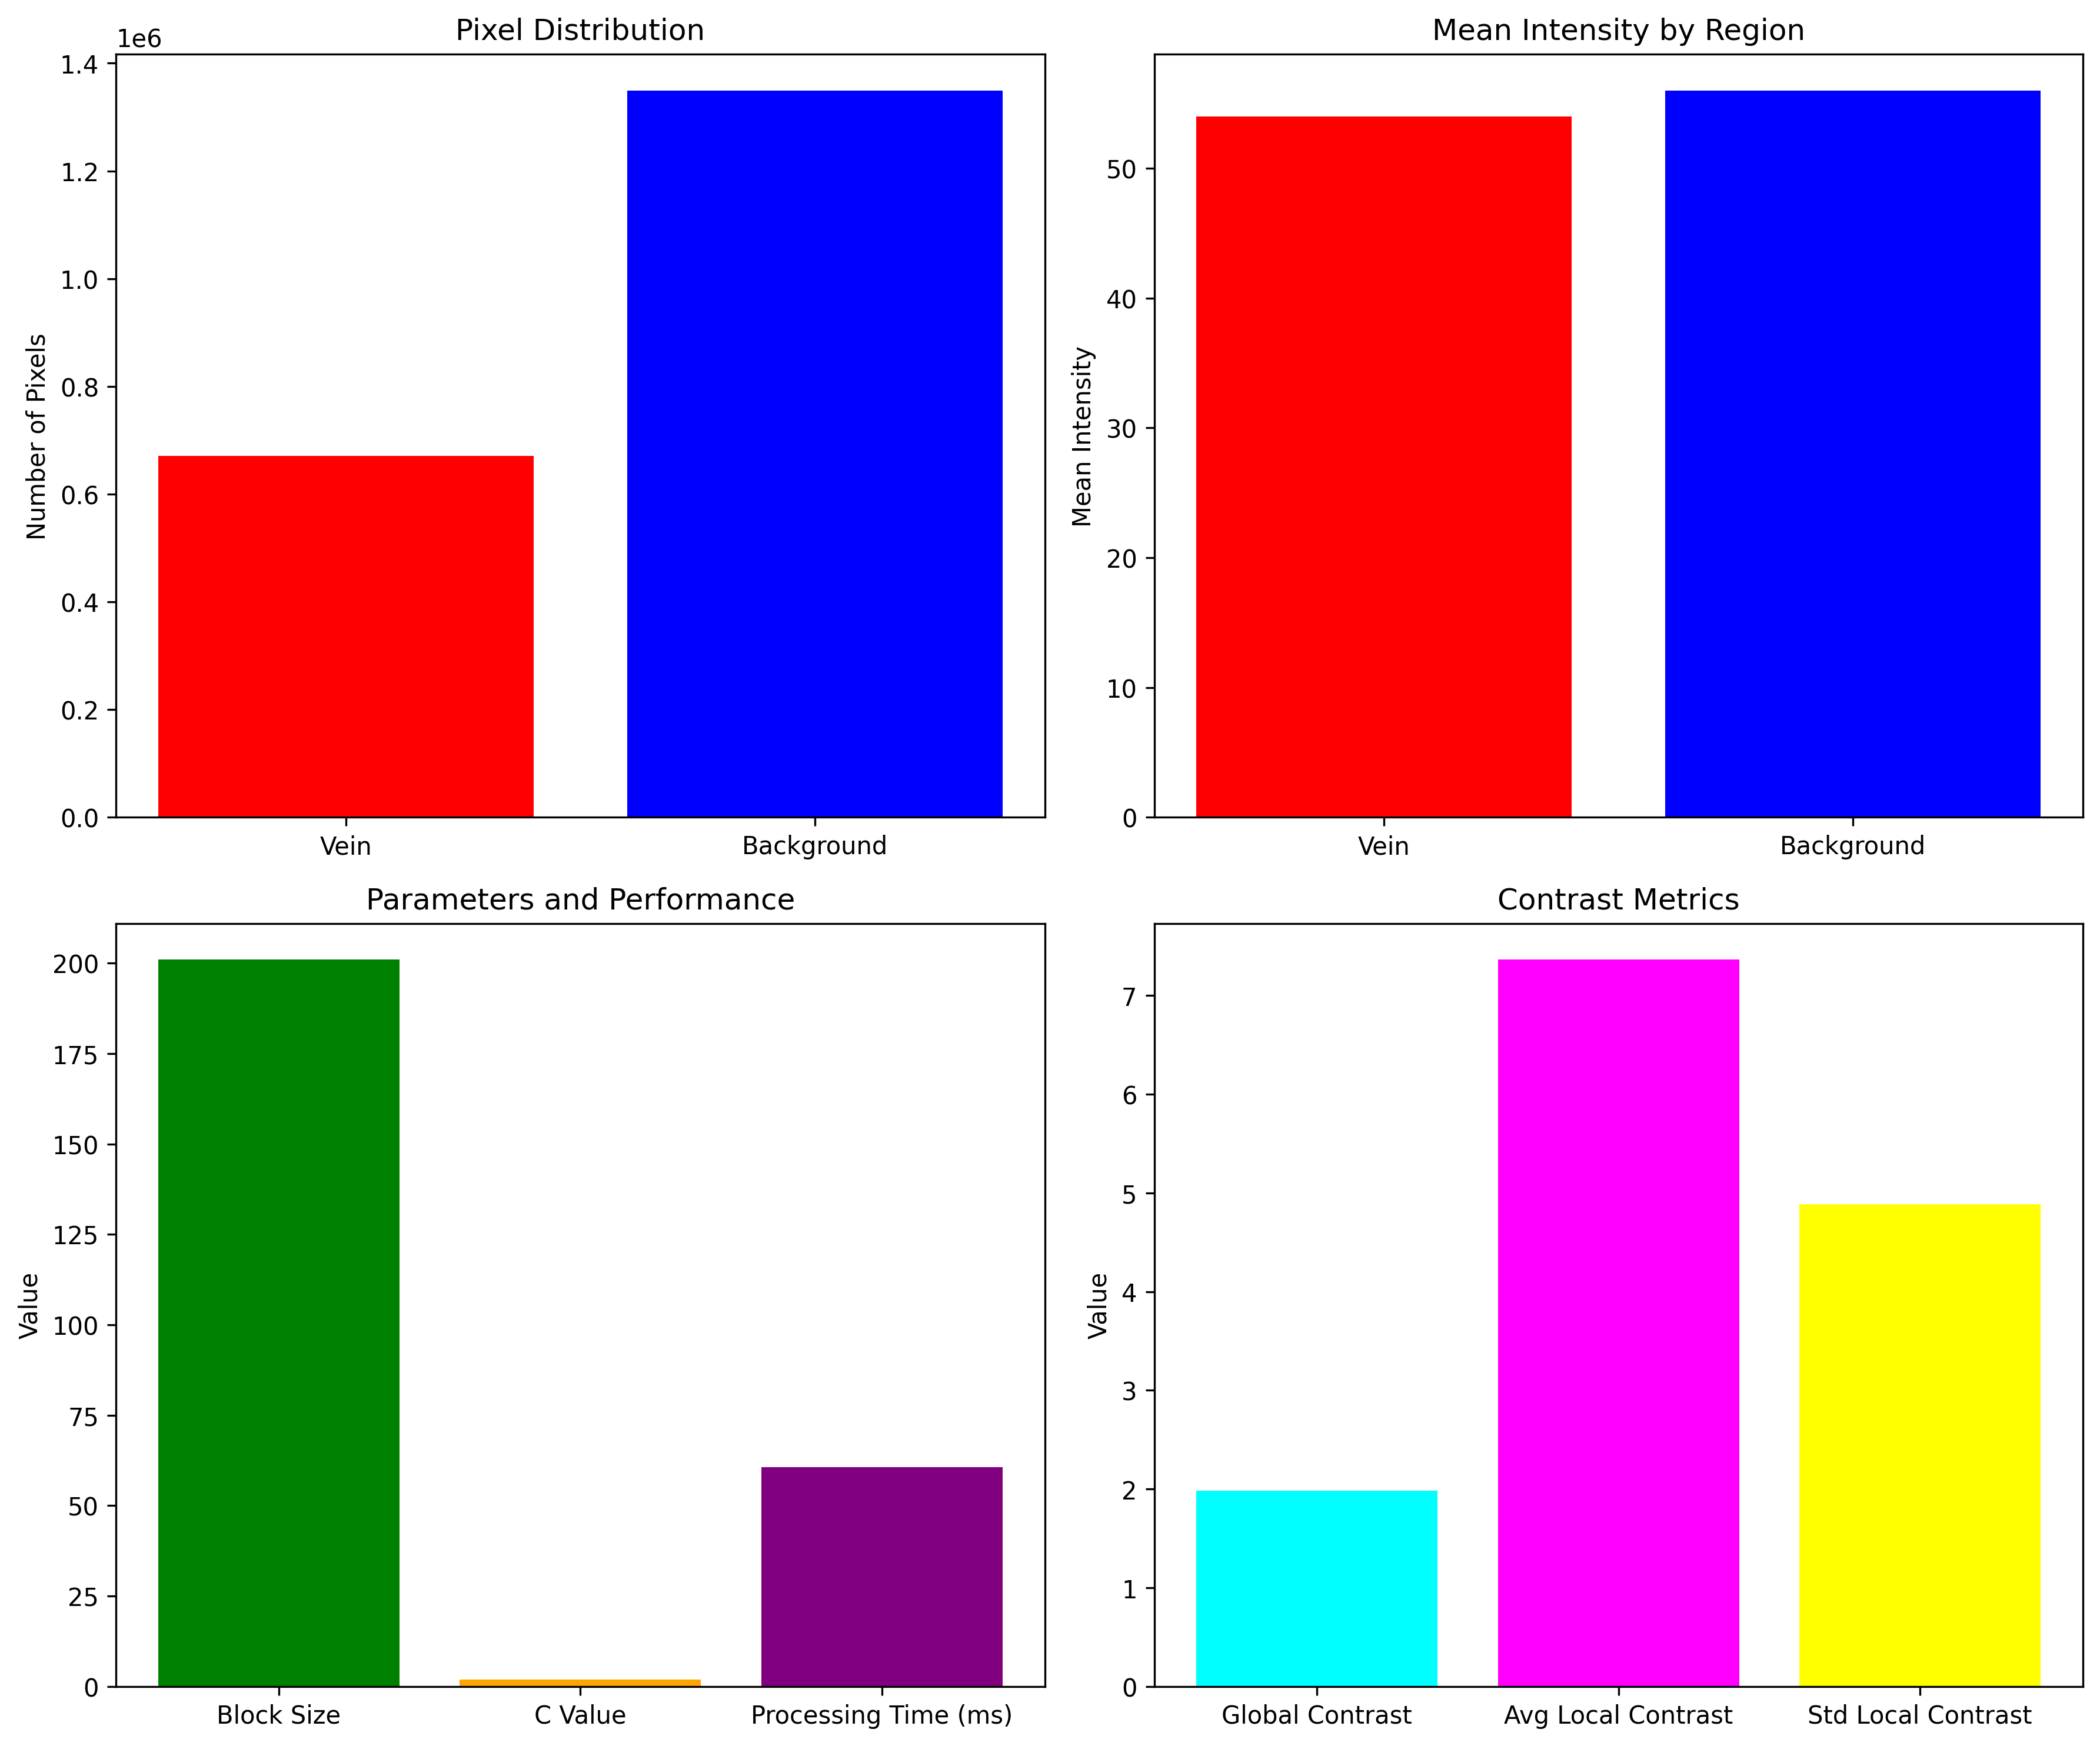 Pixel Distribution
1e6
1.4
1.2
1.0
0.8
0.6
0.4
0.2
0.0
Number of Pixels
Vein
Background
Mean Intensity by Region
50
40
30
20
10
0
Mean Intensity
Vein
Background
Parameters and Performance
200
175
150
125
100
75
50
25
0
Value
Block Size
C Value
Processing Time (ms)
Contrast Metrics
7
6
5
4
3
2
1
0
Value
Global Contrast
Avg Local Contrast
Std Local Contrast